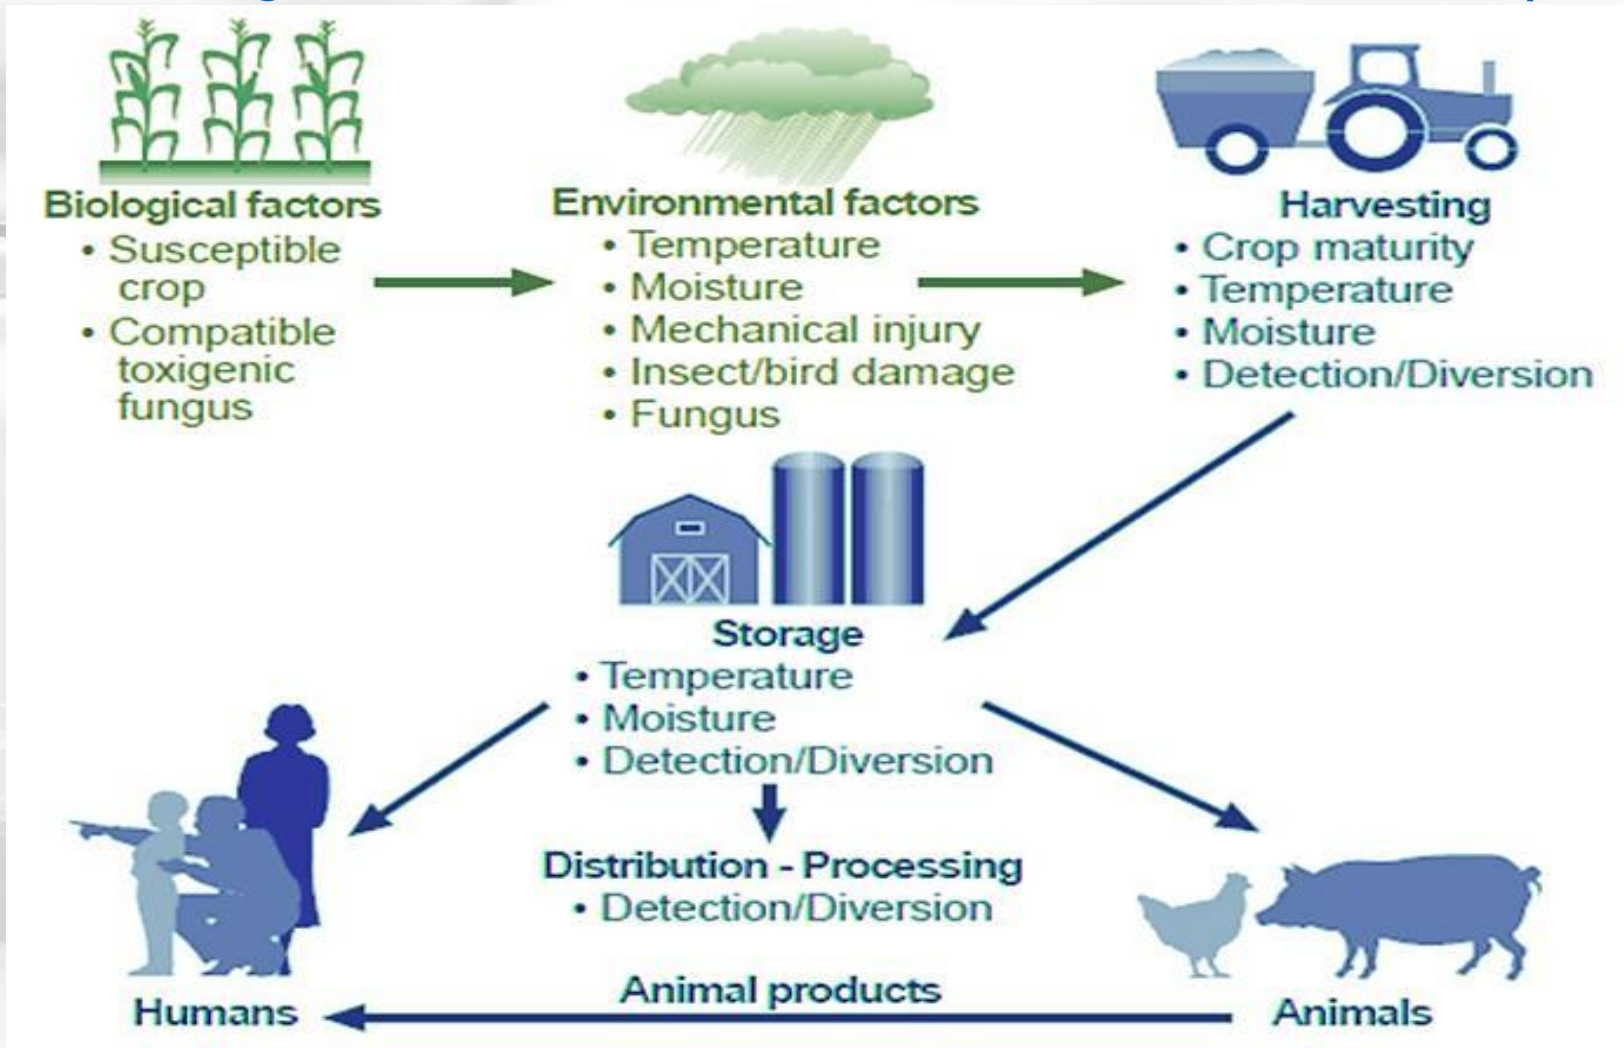 Biological factors
• Susceptible
crop
• Compatible
toxigenic
fungus
Environmental factors
• Temperature
• Moisture
• Mechanical injury
• Insect/bird damage
• Fungus
Harvesting
• Crop maturity
• Temperature
• Moisture
• Detection/Diversion
Storage
• Temperature
• Moisture
• Detection/Diversion
Distribution - Processing
• Detection/Diversion
Animal products
Humans
Animals